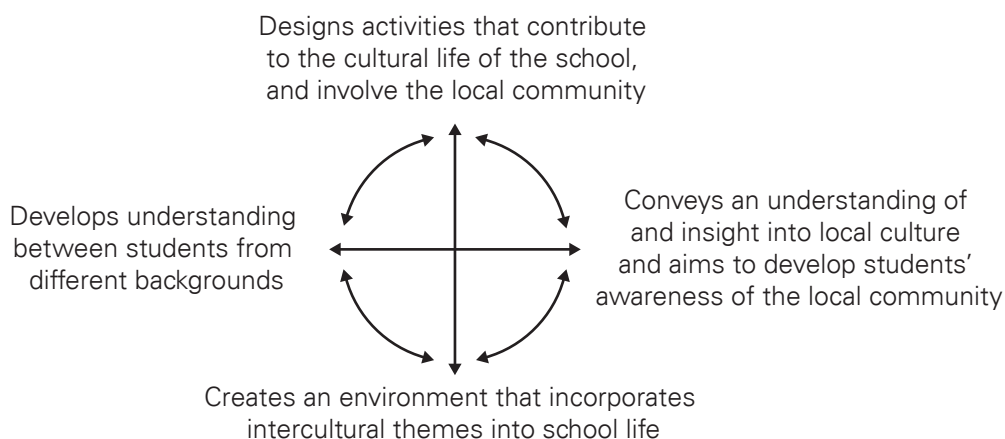 Designs activities that contribute
to the cultural life of the school,
and involve the local community
Develops understanding
between students from
different backgrounds
Conveys an understanding of
and insight into local culture
and aims to develop students’
awareness of the local community
Creates an environment that incorporates
intercultural themes into school life